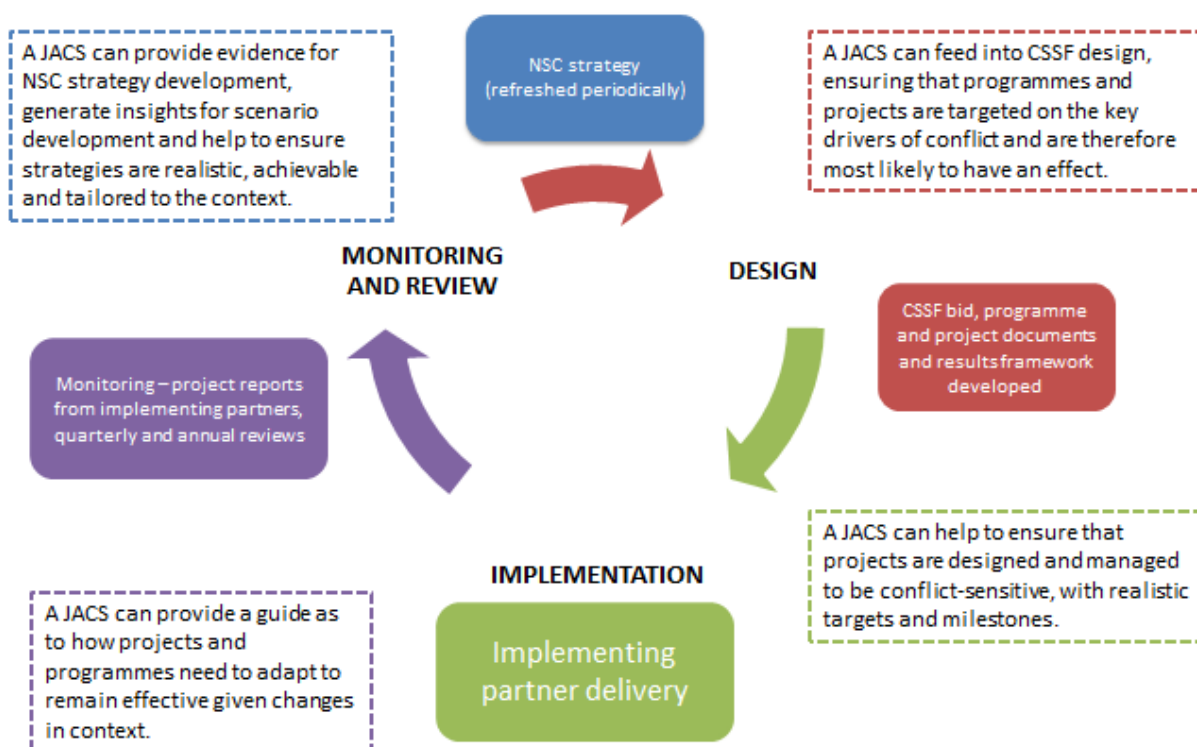 A JACS can provide evidence for
NSC strategy development,
generate insights for scenario
development and help to ensure
strategies are realistic, achievable
and tailored to the context.
NSC strategy
(refreshed periodically)
A JACS can feed into CSSF design,
ensuring that programmes and
projects are targeted on the key
drivers of conflict and are therefore
most likely to have an effect.
MONITORING
AND REVIEW
DESIGN
CSSF bid, programme
and project documents
and results framework
developed
Monitoring – project reports
from implementing partners,
quarterly and annual reviews
A JACS can help to ensure that
projects are designed and managed
to be conflict-sensitive, with realistic
targets and milestones.
IMPLEMENTATION
Implementing
partner delivery
A JACS can provide a guide as
to how projects and
programmes need to adapt to
remain effective given changes
in context.